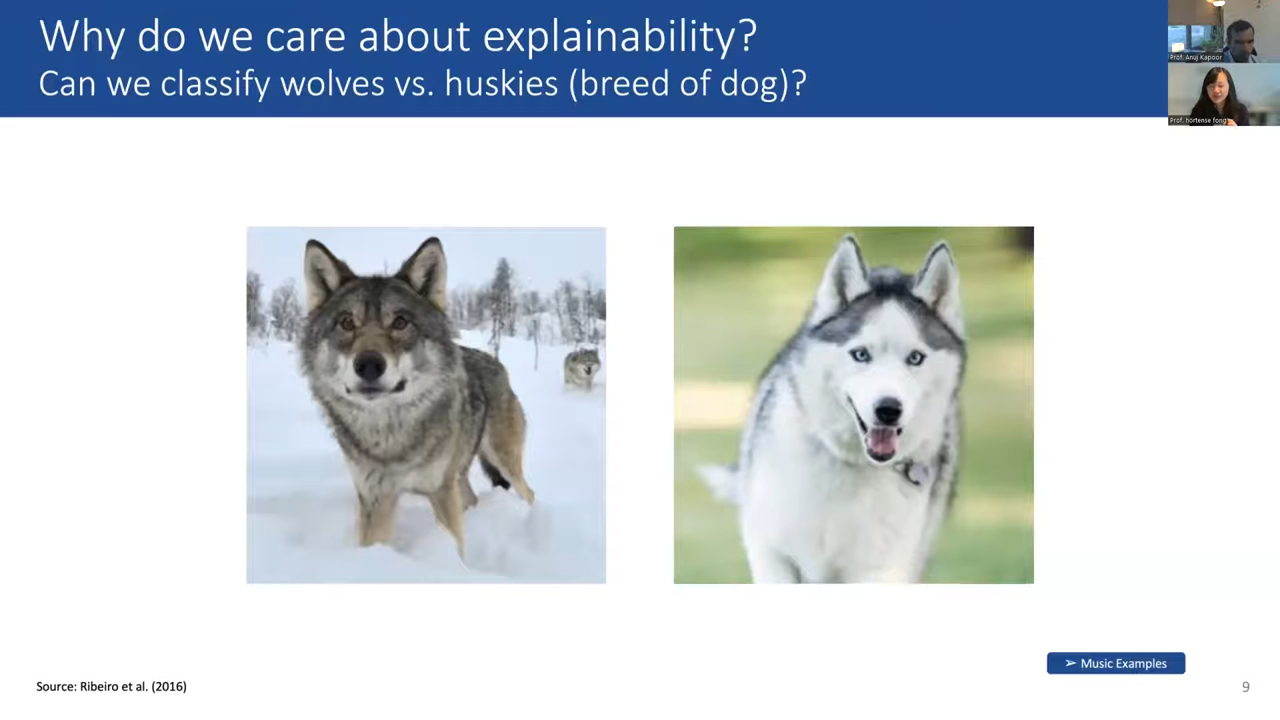 Why do we care about explainability?
Can we classify wolves vs. huskies (breed of dog)?
Prof. Anuj Kapoor
Prof. hortense fong
➢ Music Examples
Source: Ribeiro et al. (2016)
9